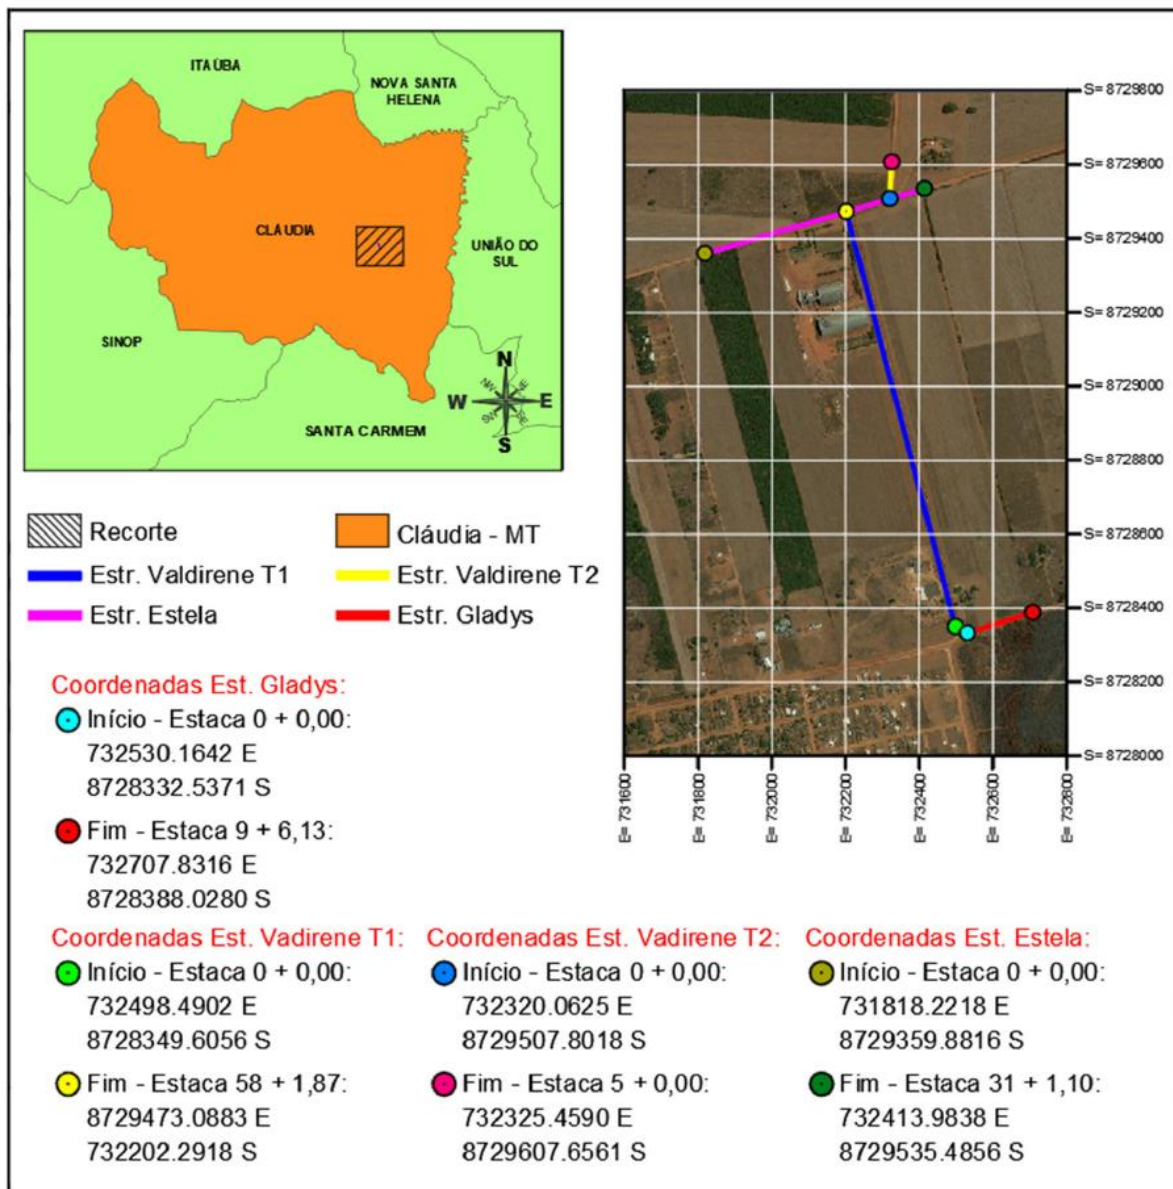 ITAÚBA
NOVA SANTA
HELENA
CLÁUDIA
UNIÃO DO
SUL
SINOP
SANTA CARMEM
N
NW
NE
W
E
SW
SE
S
S= 8729800
S= 8729600
S= 8729400
S= 8729200
S= 8729000
S= 8728800
S= 8728600
S= 8728400
S= 8728200
S= 8728000
E= 731600
E= 731800
E= 732000
E= 732200
E= 732400
E= 732600
E= 732800
Recorte
Cláudia - MT
Estr. Valdirene T1
Estr. Valdirene T2
Estr. Estela
Estr. Gladys
Coordenadas Est. Gladys:
Início - Estaca 0 + 0,00:
732530.1642 E
8728332.5371 S
Fim - Estaca 9 + 6,13:
732707.8316 E
8728388.0280 S
Coordenadas Est. Vadirene T1:
Início - Estaca 0 + 0,00:
732498.4902 E
8728349.6056 S
Fim - Estaca 58 + 1,87:
8729473.0883 E
732202.2918 S
Coordenadas Est. Vadirene T2:
Início - Estaca 0 + 0,00:
732320.0625 E
8729507.8018 S
Fim - Estaca 5 + 0,00:
732325.4590 E
8729607.6561 S
Coordenadas Est. Estela:
Início - Estaca 0 + 0,00:
731818.2218 E
8729359.8816 S
Fim - Estaca 31 + 1,10:
732413.9838 E
8729535.4856 S